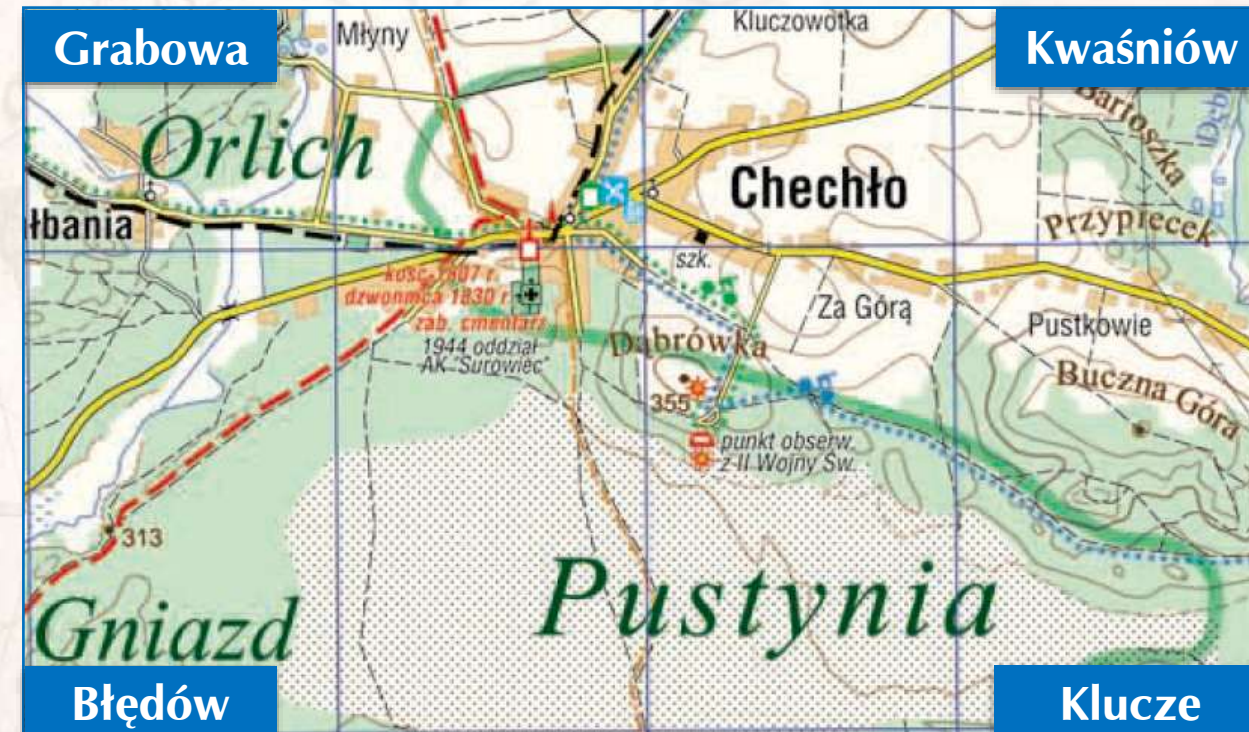 Grabowa
Młyny
Kluczowołka
Kwaśniów
Bartoszka
Orlich
Chechło
Przypiecek
łbania
szk.
kość. 1807 r.
dzwonnica 1830 r.
zab. cmentarz
1944 oddział
AK "Surowiec"
Za Górą
Pustkowie
Dąbrówka
Buczna Góra
355
punkt obserw.
z II Wojny Św.
313
Pustynia
Gniazd
Błędów
Klucze